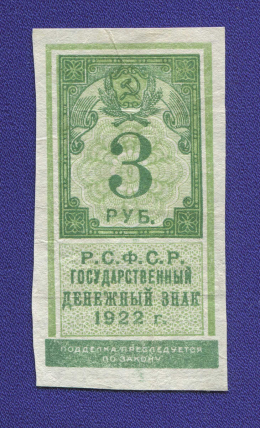 3
РУБ.
Р.С.Ф.С.Р.
ГОСУДАРСТВЕННЫЙ
ДЕНЕЖНЫЙ ЗНАК
1922 г.
ПОДДЕЛКА ПРЕСЛЕДУЕТСЯ
ПО ЗАКОНУ